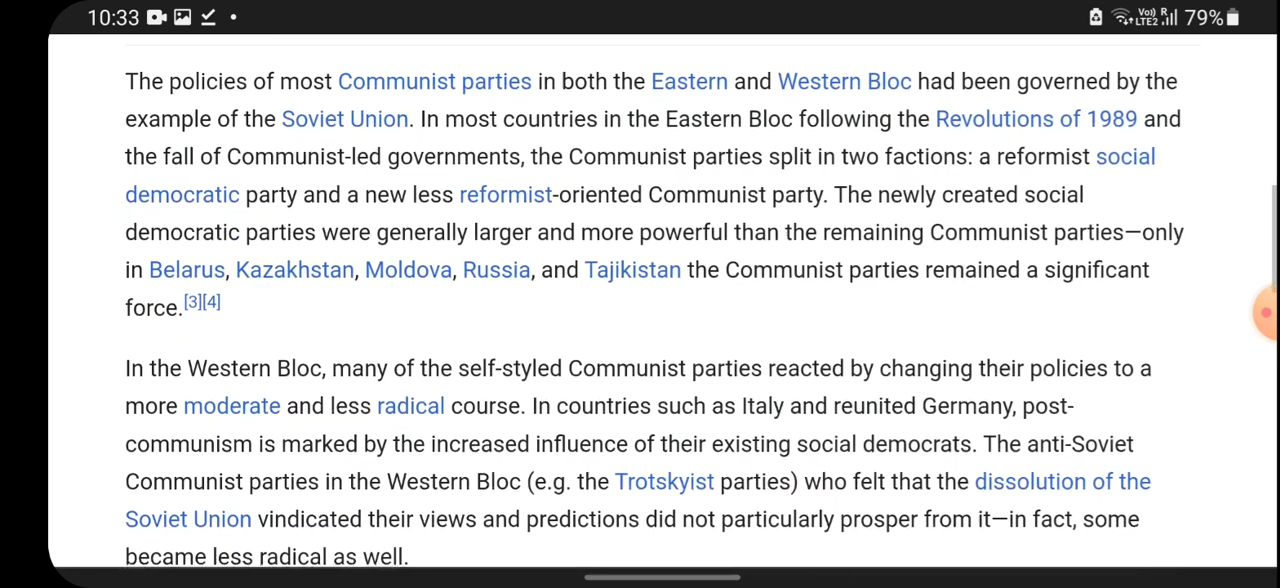 10:33
Vo) R
LTE2 79%
The policies of most Communist parties in both the Eastern and Western Bloc had been governed by the
example of the Soviet Union. In most countries in the Eastern Bloc following the Revolutions of 1989 and
the fall of Communist-led governments, the Communist parties split in two factions: a reformist social
democratic party and a new less reformist-oriented Communist party. The newly created social
democratic parties were generally larger and more powerful than the remaining Communist parties—only
in Belarus, Kazakhstan, Moldova, Russia, and Tajikistan the Communist parties remained a significant
force.[3][4]
In the Western Bloc, many of the self-styled Communist parties reacted by changing their policies to a
more moderate and less radical course. In countries such as Italy and reunited Germany, post-
communism is marked by the increased influence of their existing social democrats. The anti-Soviet
Communist parties in the Western Bloc (e.g. the Trotskyist parties) who felt that the dissolution of the
Soviet Union vindicated their views and predictions did not particularly prosper from it—in fact, some
became less radical as well.